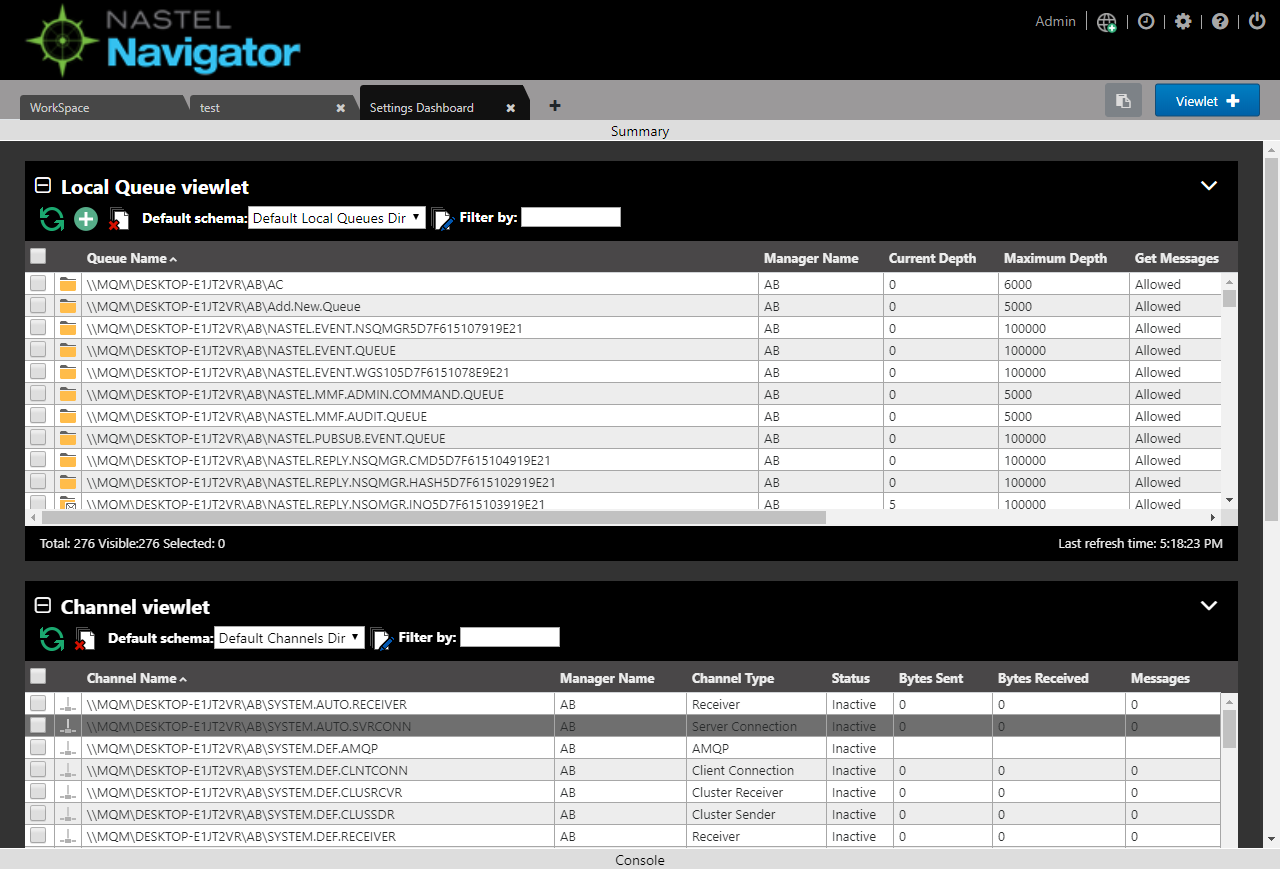 NASTEL
Navigator
Admin
WorkSpace test Settings Dashboard Viewlet
Summary
Local Queue viewlet
Default schema: Default Local Queues Dir Filter by:
Queue Name Manager Name Current Depth Maximum Depth Get Messages
\\MQM\DESKTOP-E1JT2VR\AB\AC AB 0 6000 Allowed
\\MQM\DESKTOP-E1JT2VR\AB\Add.New.Queue AB 0 5000 Allowed
\\MQM\DESKTOP-E1JT2VR\AB\NASTEL.EVENT.NSQMGR5D7F615107919E21 AB 0 100000 Allowed
\\MQM\DESKTOP-E1JT2VR\AB\NASTEL.EVENT.QUEUE AB 0 100000 Allowed
\\MQM\DESKTOP-E1JT2VR\AB\NASTEL.EVENT.WGS105D7F6151078E9E21 AB 0 100000 Allowed
\\MQM\DESKTOP-E1JT2VR\AB\NASTEL.MMF.ADMIN.COMMAND.QUEUE AB 0 5000 Allowed
\\MQM\DESKTOP-E1JT2VR\AB\NASTEL.MMF.AUDIT.QUEUE AB 0 5000 Allowed
\\MQM\DESKTOP-E1JT2VR\AB\NASTEL.PUBSUB.EVENT.QUEUE AB 0 100000 Allowed
\\MQM\DESKTOP-E1JT2VR\AB\NASTEL.REPLY.NSQMGR.CMD5D7F615104919E21 AB 0 100000 Allowed
\\MQM\DESKTOP-E1JT2VR\AB\NASTEL.REPLY.NSQMGR.HASH5D7F615102919E21 AB 0 100000 Allowed
\\MQM\DESKTOP-E1JT2VR\AB\NASTEL.REPLY.NSQMGR.INQ5D7F615103919E21 AB 5 100000 Allowed
Total: 276 Visible:276 Selected: 0 Last refresh time: 5:18:23 PM
Channel viewlet
Default schema: Default Channels Dir Filter by:
Channel Name Manager Name Channel Type Status Bytes Sent Bytes Received Messages
\\MQM\DESKTOP-E1JT2VR\AB\SYSTEM.AUTO.RECEIVER AB Receiver Inactive 0 0 0
\\MQM\DESKTOP-E1JT2VR\AB\SYSTEM.AUTO.SVRCONN AB Server Connection Inactive 0 0 0
\\MQM\DESKTOP-E1JT2VR\AB\SYSTEM.DEF.AMQP AB AMQP Inactive
\\MQM\DESKTOP-E1JT2VR\AB\SYSTEM.DEF.CLNTCONN AB Client Connection Inactive 0 0 0
\\MQM\DESKTOP-E1JT2VR\AB\SYSTEM.DEF.CLUSRCVR AB Cluster Receiver Inactive 0 0 0
\\MQM\DESKTOP-E1JT2VR\AB\SYSTEM.DEF.CLUSSDR AB Cluster Sender Inactive 0 0 0
\\MQM\DESKTOP-E1JT2VR\AB\SYSTEM.DEF.RECEIVER AB Receiver Inactive 0 0 0
Console